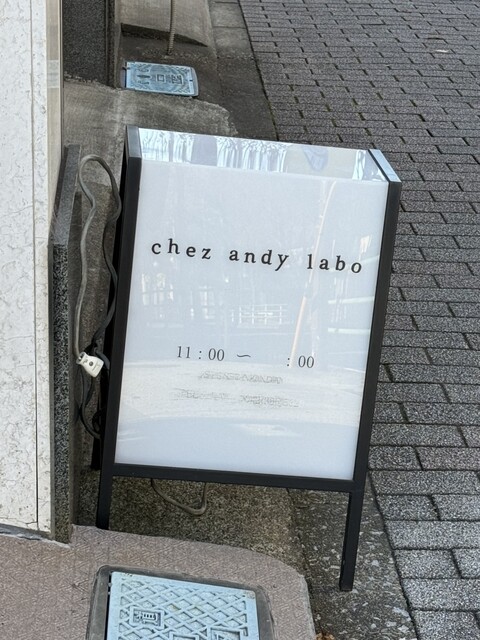 chez andy labo
11:00 〜 :00